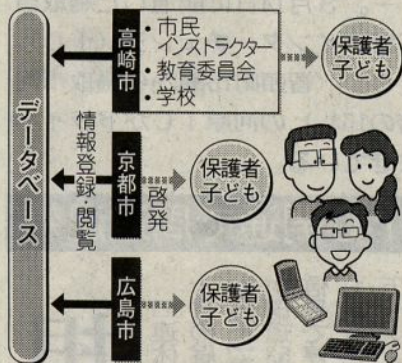 データベース
情報登録・閲覧
高崎市
・市民
インストラクター
・教育委員会
・学校
保護者
子ども
京都市
啓発
保護者
子ども
広島市
保護者
子ども